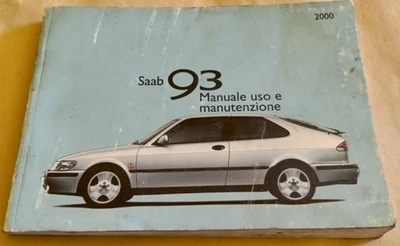 2000
Saab 93
Manuale uso e
manutenzione